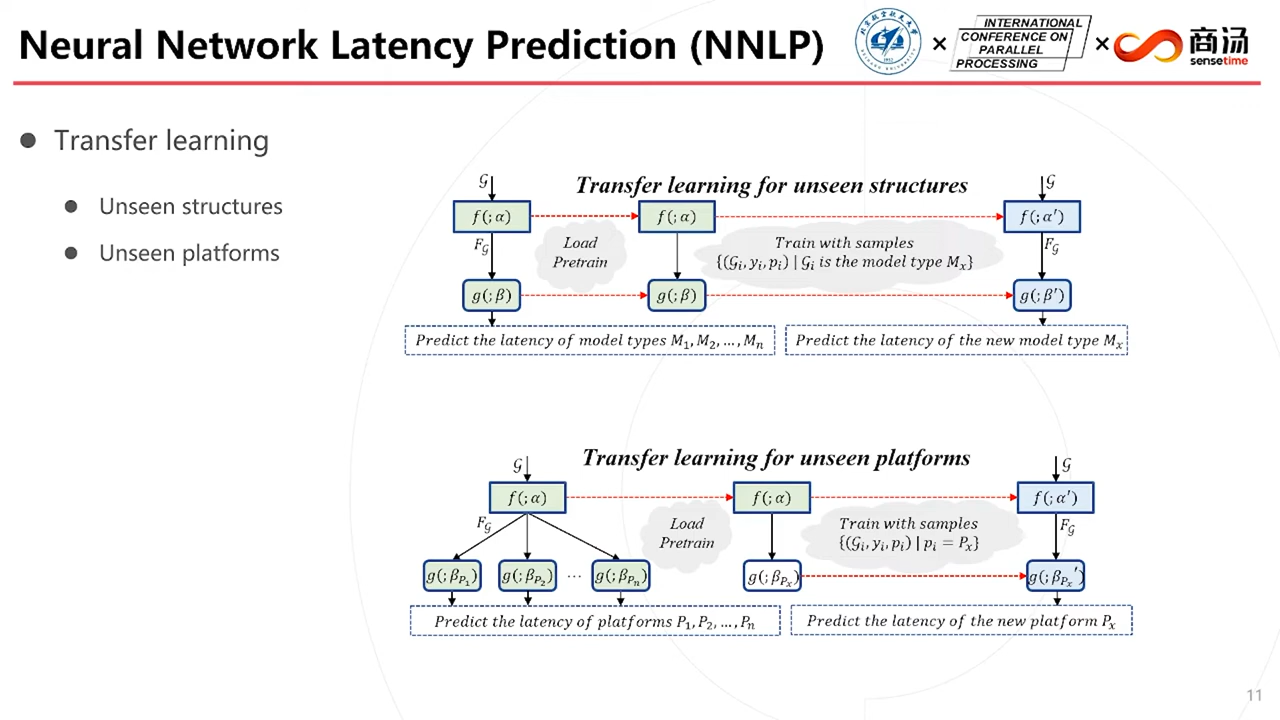 Neural Network Latency Prediction (NNLP)
INTERNATIONAL
CONFERENCE ON
PARALLEL
PROCESSING
×
×
商汤
sensetime
Transfer learning
Unseen structures
Unseen platforms
Transfer learning for unseen structures
𝒢
f(;α)
F𝒢
g(;β)
Load
Pretrain
f(;α)
g(;β)
Train with samples
{(𝒢ᵢ, yᵢ, pᵢ) | 𝒢ᵢ is the model type Mₓ}
𝒢
f(;α′)
F𝒢
g(;β′)
Predict the latency of model types M₁, M₂, …, Mₙ
Predict the latency of the new model type Mₓ
Transfer learning for unseen platforms
𝒢
f(;α)
F𝒢
g(;β_P₁) g(;β_P₂) ⋯ g(;β_Pₙ)
Load
Pretrain
f(;α)
g(;β_Pₓ)
Train with samples
{(𝒢ᵢ, yᵢ, pᵢ) | pᵢ = Pₓ}
𝒢
f(;α′)
F𝒢
g(;β_Pₓ′)
Predict the latency of platforms P₁, P₂, …, Pₙ
Predict the latency of the new platform Pₓ
11